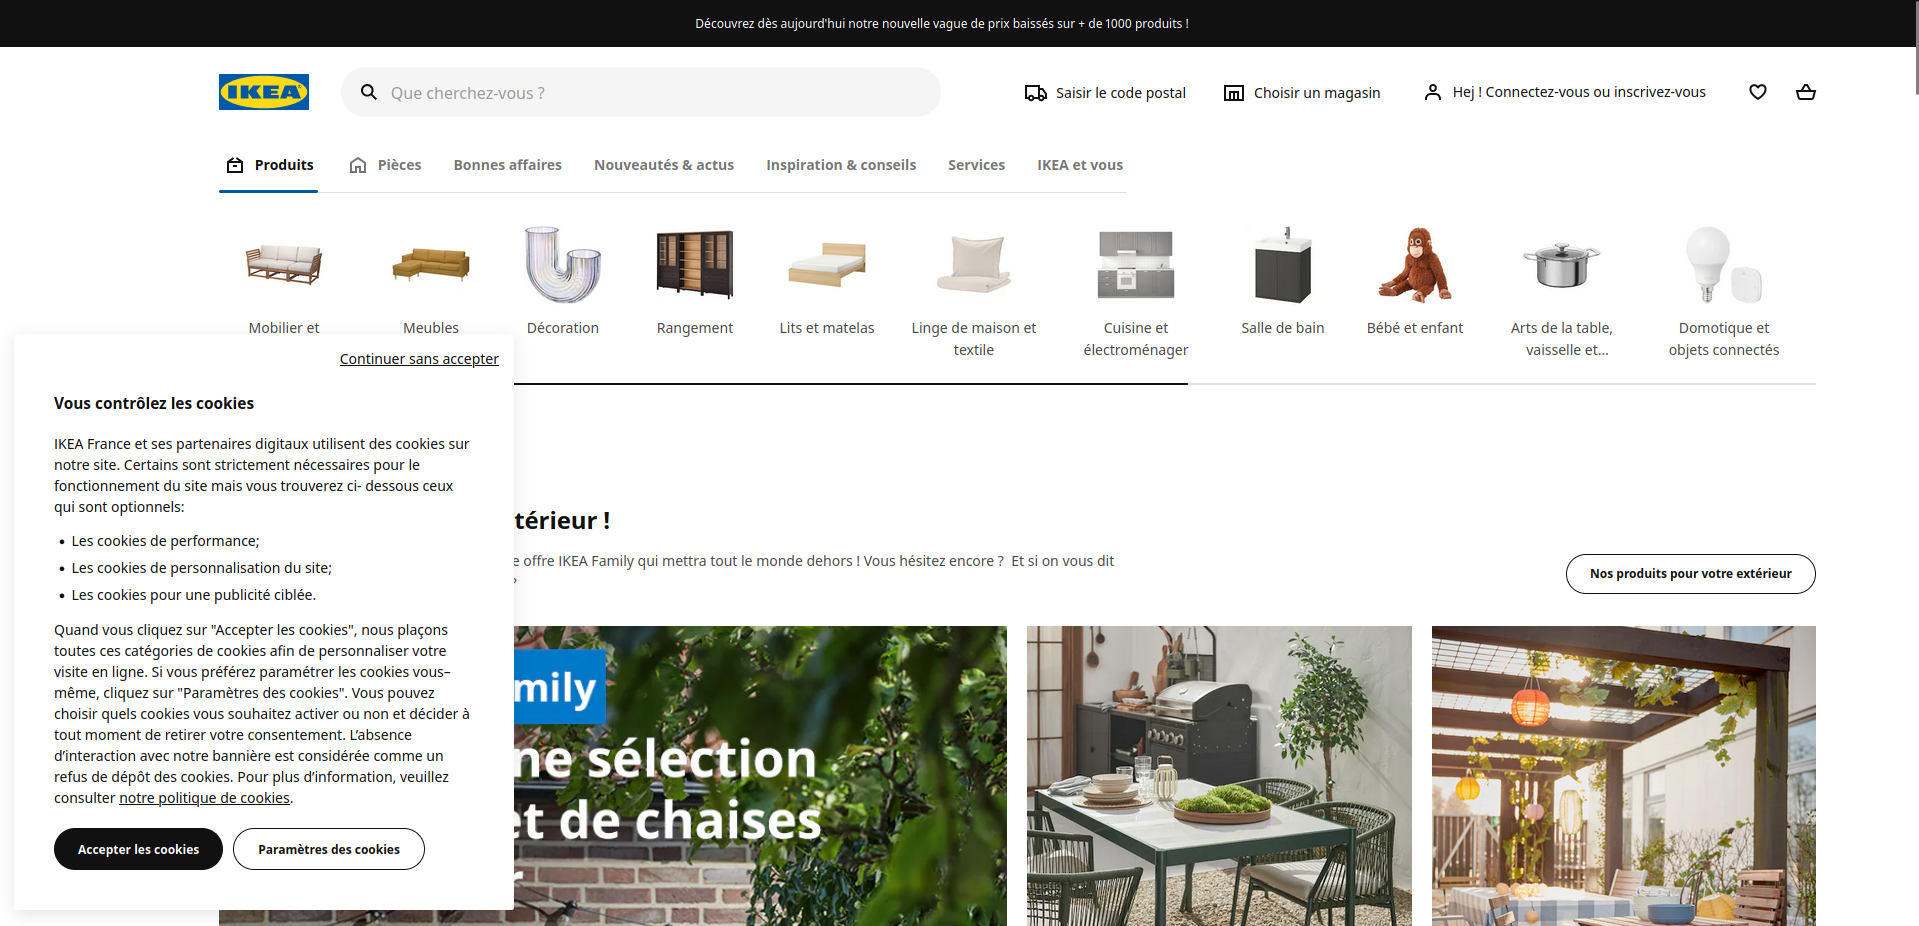 Découvrez dès aujourd'hui notre nouvelle vague de prix baissés sur + de 1000 produits !
IKEA
Que cherchez-vous ?
Saisir le code postal
Choisir un magasin
Hej ! Connectez-vous ou inscrivez-vous
Produits
Pièces
Bonnes affaires
Nouveautés & actus
Inspiration & conseils
Services
IKEA et vous
Mobilier et
Meubles
Décoration
Rangement
Lits et matelas
Linge de maison et
textile
Cuisine et
électroménager
Salle de bain
Bébé et enfant
Arts de la table,
vaisselle et...
Domotique et
objets connectés
Continuer sans accepter
Vous contrôlez les cookies
IKEA France et ses partenaires digitaux utilisent des cookies sur
notre site. Certains sont strictement nécessaires pour le
fonctionnement du site mais vous trouverez ci- dessous ceux
qui sont optionnels:
• Les cookies de performance;
• Les cookies de personnalisation du site;
• Les cookies pour une publicité ciblée.
Quand vous cliquez sur "Accepter les cookies", nous plaçons
toutes ces catégories de cookies afin de personnaliser votre
visite en ligne. Si vous préférez paramétrer les cookies vous–
même, cliquez sur "Paramètres des cookies". Vous pouvez
choisir quels cookies vous souhaitez activer ou non et décider à
tout moment de retirer votre consentement. L’absence
d’interaction avec notre bannière est considérée comme un
refus de dépôt des cookies. Pour plus d’information, veuillez
consulter notre politique de cookies.
Accepter les cookies
Paramètres des cookies
térieur !
e offre IKEA Family qui mettra tout le monde dehors ! Vous hésitez encore ? Et si on vous dit
?
Nos produits pour votre extérieur
mily
ne sélection
et de chaises
r